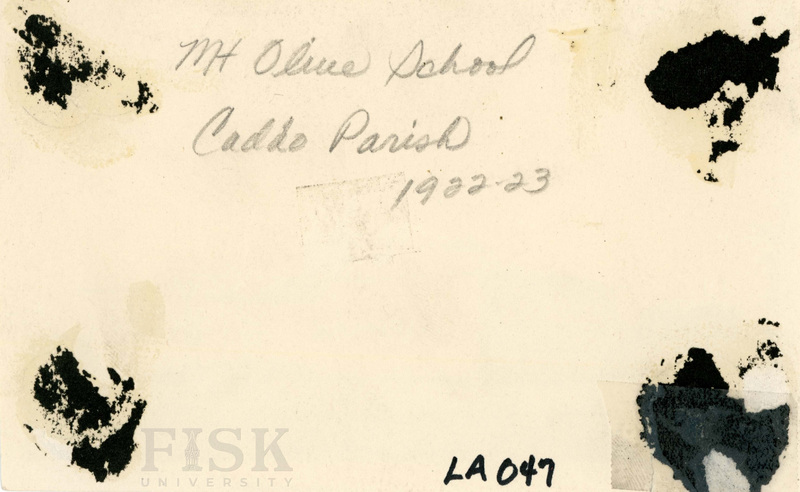 Mt Olive School
Caddo Parish
1922-23
FISK
UNIVERSITY
LA 047